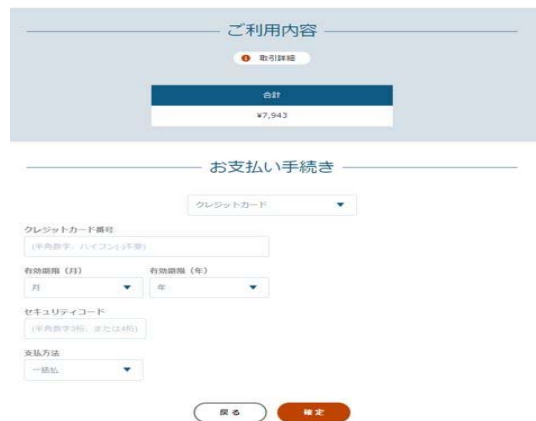 ご利用内容
取引詳細
合計
¥7,943
お支払い手続き
クレジットカード
クレジットカード番号
(半角数字、ハイフン(-)不要)
有効期限（月） 有効期限（年）
月 年
セキュリティコード
(半角数字3桁、または4桁)
支払方法
一括払
戻る 確定